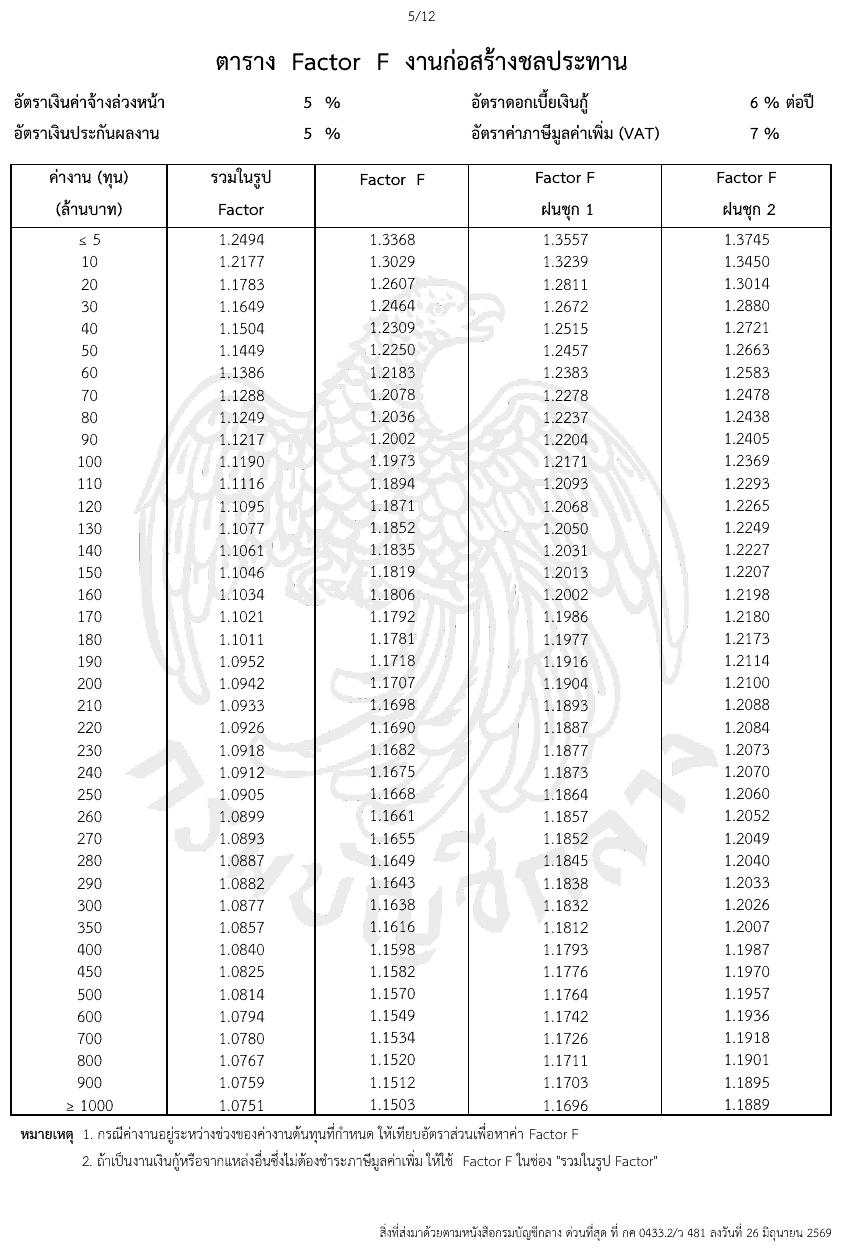 5/12
ตาราง Factor F งานก่อสร้างชลประทาน
อัตราเงินค่าจ้างล่วงหน้า 5 % อัตราดอกเบี้ยเงินกู้ 6 % ต่อปี
อัตราเงินประกันผลงาน 5 % อัตราค่าภาษีมูลค่าเพิ่ม (VAT) 7 %
ค่างาน (ทุน) รวมในรูป Factor F Factor F Factor F
(ล้านบาท) Factor ฝนชุก 1 ฝนชุก 2
≤ 5 1.2494 1.3368 1.3557 1.3745
10 1.2177 1.3029 1.3239 1.3450
20 1.1783 1.2607 1.2811 1.3014
30 1.1649 1.2464 1.2672 1.2880
40 1.1504 1.2309 1.2515 1.2721
50 1.1449 1.2250 1.2457 1.2663
60 1.1386 1.2183 1.2383 1.2583
70 1.1288 1.2078 1.2278 1.2478
80 1.1249 1.2036 1.2237 1.2438
90 1.1217 1.2002 1.2204 1.2405
100 1.1190 1.1973 1.2171 1.2369
110 1.1116 1.1894 1.2093 1.2293
120 1.1095 1.1871 1.2068 1.2265
130 1.1077 1.1852 1.2050 1.2249
140 1.1061 1.1835 1.2031 1.2227
150 1.1046 1.1819 1.2013 1.2207
160 1.1034 1.1806 1.2002 1.2198
170 1.1021 1.1792 1.1986 1.2180
180 1.1011 1.1781 1.1977 1.2173
190 1.0952 1.1718 1.1916 1.2114
200 1.0942 1.1707 1.1904 1.2100
210 1.0933 1.1698 1.1893 1.2088
220 1.0926 1.1690 1.1887 1.2084
230 1.0918 1.1682 1.1877 1.2073
240 1.0912 1.1675 1.1873 1.2070
250 1.0905 1.1668 1.1864 1.2060
260 1.0899 1.1661 1.1857 1.2052
270 1.0893 1.1655 1.1852 1.2049
280 1.0887 1.1649 1.1845 1.2040
290 1.0882 1.1643 1.1838 1.2033
300 1.0877 1.1638 1.1832 1.2026
350 1.0857 1.1616 1.1812 1.2007
400 1.0840 1.1598 1.1793 1.1987
450 1.0825 1.1582 1.1776 1.1970
500 1.0814 1.1570 1.1764 1.1957
600 1.0794 1.1549 1.1742 1.1936
700 1.0780 1.1534 1.1726 1.1918
800 1.0767 1.1520 1.1711 1.1901
900 1.0759 1.1512 1.1703 1.1895
≥ 1000 1.0751 1.1503 1.1696 1.1889
กรมบัญชีกลาง
หมายเหตุ 1. กรณีค่างานอยู่ระหว่างช่วงของค่างานต้นทุนที่กำหนด ให้เทียบอัตราส่วนเพื่อหาค่า Factor F
2. ถ้าเป็นงานเงินกู้หรือจากแหล่งอื่นซึ่งไม่ต้องชำระภาษีมูลค่าเพิ่ม ให้ใช้ Factor F ในช่อง "รวมในรูป Factor"
สิ่งที่ส่งมาด้วยตามหนังสือกรมบัญชีกลาง ด่วนที่สุด ที่ กค 0433.2/ว 481 ลงวันที่ 26 มิถุนายน 2569